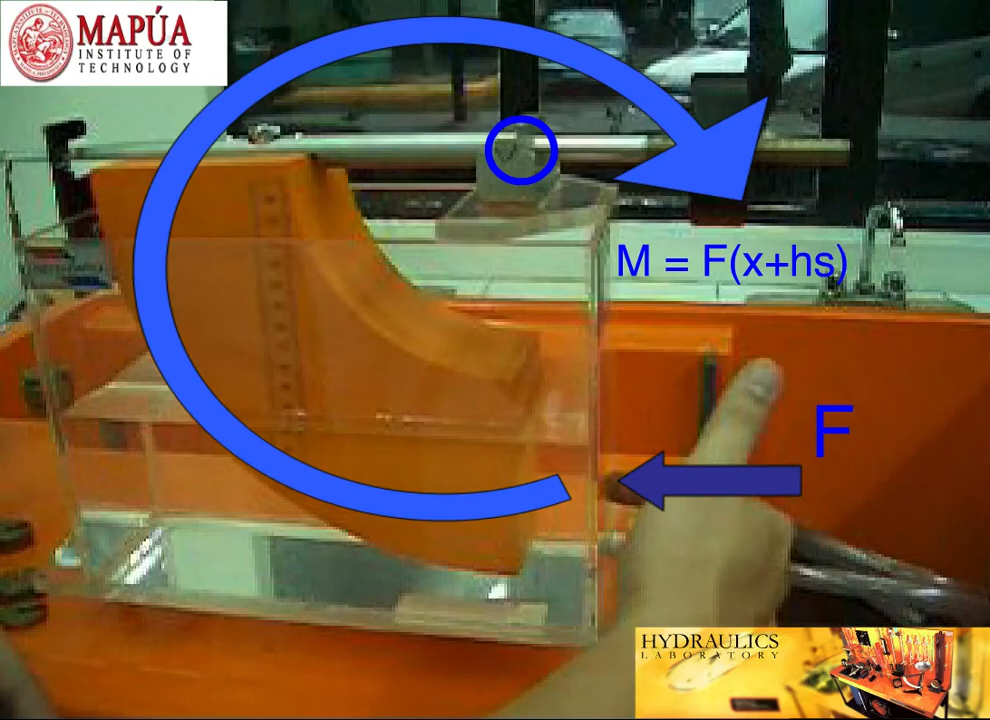 MAPÚA
INSTITUTE OF
TECHNOLOGY
M = F(x+hs)
F
HYDRAULICS
LABORATORY